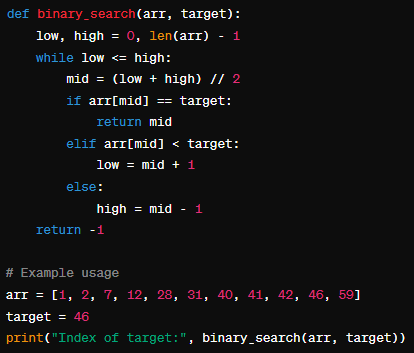 def binary_search(arr, target):
    low, high = 0, len(arr) - 1
    while low <= high:
        mid = (low + high) // 2
        if arr[mid] == target:
            return mid
        elif arr[mid] < target:
            low = mid + 1
        else:
            high = mid - 1
    return -1

# Example usage
arr = [1, 2, 7, 12, 28, 31, 40, 41, 42, 46, 59]
target = 46
print("Index of target:", binary_search(arr, target))